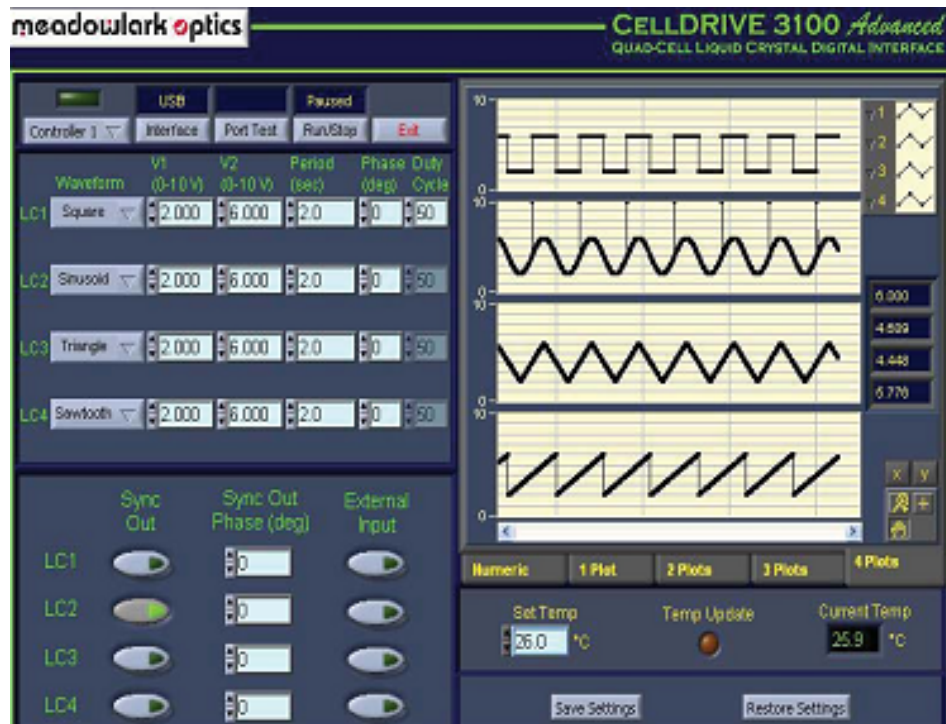 meadowlark optics
CELLDRIVE 3100 Advanced
QUAD-CELL LIQUID CRYSTAL DIGITAL INTERFACE
USB Paused
Controller 1 Interface Port Test Run/Stop Exit
V1 V2 Period Phase Duty
Waveform (0-10 V) (0-10 V) (sec) (deg) Cycle
LC1 Square 2.000 6.000 2.0 0 50
LC2 Sinusoid 2.000 6.000 2.0 0 50
LC3 Triangle 2.000 6.000 2.0 0 50
LC4 Sawtooth 2.000 6.000 2.0 0 50
Sync Sync Out External
Out Phase (deg) Input
LC1 0
LC2 0
LC3 0
LC4 0
10
0
10
0
10
0
10
0
1
2
3
4
6.000
4.448
5.776
x y
Numeric 1 Plot 2 Plots 3 Plots 4 Plots
Set Temp Temp Update Current Temp
26.0 °C 25.9 °C
Save Settings Restore Settings